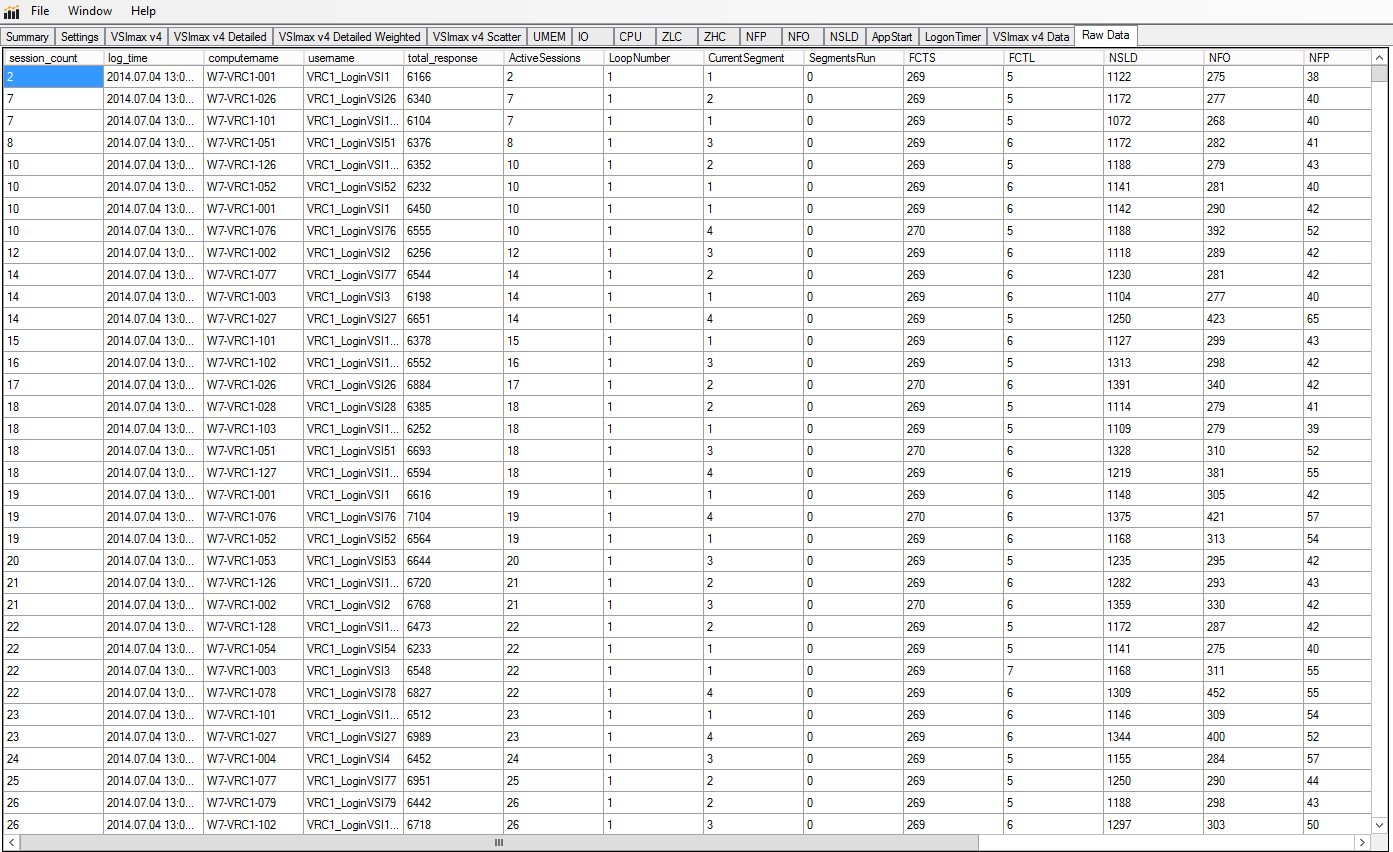 File Window Help
Summary Settings VSImax v4 VSImax v4 Detailed VSImax v4 Detailed Weighted VSImax v4 Scatter UMEM IO CPU ZLC ZHC NFP NFO NSLD AppStart LogonTimer VSImax v4 Data Raw Data
session_count log_time computername username total_response ActiveSessions LoopNumber CurrentSegment SegmentsRun FCTS FCTL NSLD NFO NFP
2 2014.07.04 13:0... W7-VRC1-001 VRC1_LoginVSI1 6166 2 1 1 0 269 5 1122 275 38
7 2014.07.04 13:0... W7-VRC1-026 VRC1_LoginVSI26 6340 7 1 2 0 269 5 1172 277 40
7 2014.07.04 13:0... W7-VRC1-101 VRC1_LoginVSI1... 6104 7 1 1 0 269 5 1072 268 40
8 2014.07.04 13:0... W7-VRC1-051 VRC1_LoginVSI51 6376 8 1 3 0 269 6 1172 282 41
10 2014.07.04 13:0... W7-VRC1-126 VRC1_LoginVSI1... 6352 10 1 2 0 269 5 1188 279 43
10 2014.07.04 13:0... W7-VRC1-052 VRC1_LoginVSI52 6232 10 1 1 0 269 6 1141 281 40
10 2014.07.04 13:0... W7-VRC1-001 VRC1_LoginVSI1 6450 10 1 1 0 269 6 1142 290 42
10 2014.07.04 13:0... W7-VRC1-076 VRC1_LoginVSI76 6555 10 1 4 0 270 5 1188 392 52
12 2014.07.04 13:0... W7-VRC1-002 VRC1_LoginVSI2 6256 12 1 3 0 269 6 1118 289 42
14 2014.07.04 13:0... W7-VRC1-077 VRC1_LoginVSI77 6544 14 1 2 0 269 6 1230 281 42
14 2014.07.04 13:0... W7-VRC1-003 VRC1_LoginVSI3 6198 14 1 1 0 269 6 1104 277 40
14 2014.07.04 13:0... W7-VRC1-027 VRC1_LoginVSI27 6651 14 1 4 0 269 5 1250 423 65
15 2014.07.04 13:0... W7-VRC1-101 VRC1_LoginVSI1... 6378 15 1 1 0 269 6 1127 299 43
16 2014.07.04 13:0... W7-VRC1-102 VRC1_LoginVSI1... 6552 16 1 3 0 269 5 1313 298 42
17 2014.07.04 13:0... W7-VRC1-026 VRC1_LoginVSI26 6884 17 1 2 0 270 6 1391 340 42
18 2014.07.04 13:0... W7-VRC1-028 VRC1_LoginVSI28 6385 18 1 2 0 269 5 1114 279 41
18 2014.07.04 13:0... W7-VRC1-103 VRC1_LoginVSI1... 6252 18 1 1 0 269 5 1109 279 39
18 2014.07.04 13:0... W7-VRC1-051 VRC1_LoginVSI51 6693 18 1 3 0 270 6 1328 310 52
18 2014.07.04 13:0... W7-VRC1-127 VRC1_LoginVSI1... 6594 18 1 4 0 269 6 1219 381 55
19 2014.07.04 13:0... W7-VRC1-001 VRC1_LoginVSI1 6616 19 1 1 0 269 6 1148 305 42
19 2014.07.04 13:0... W7-VRC1-076 VRC1_LoginVSI76 7104 19 1 4 0 270 6 1375 421 57
19 2014.07.04 13:0... W7-VRC1-052 VRC1_LoginVSI52 6564 19 1 1 0 269 6 1168 313 54
20 2014.07.04 13:0... W7-VRC1-053 VRC1_LoginVSI53 6644 20 1 3 0 269 5 1235 295 42
21 2014.07.04 13:0... W7-VRC1-126 VRC1_LoginVSI1... 6720 21 1 2 0 269 6 1282 293 43
21 2014.07.04 13:0... W7-VRC1-002 VRC1_LoginVSI2 6768 21 1 3 0 270 6 1359 330 42
22 2014.07.04 13:0... W7-VRC1-128 VRC1_LoginVSI1... 6473 22 1 2 0 269 5 1172 287 42
22 2014.07.04 13:0... W7-VRC1-054 VRC1_LoginVSI54 6233 22 1 1 0 269 5 1141 275 40
22 2014.07.04 13:0... W7-VRC1-003 VRC1_LoginVSI3 6548 22 1 1 0 269 7 1168 311 55
22 2014.07.04 13:0... W7-VRC1-078 VRC1_LoginVSI78 6827 22 1 4 0 269 6 1309 452 55
23 2014.07.04 13:0... W7-VRC1-101 VRC1_LoginVSI1... 6512 23 1 1 0 269 6 1146 309 54
23 2014.07.04 13:0... W7-VRC1-027 VRC1_LoginVSI27 6989 23 1 4 0 269 6 1344 400 52
24 2014.07.04 13:0... W7-VRC1-004 VRC1_LoginVSI4 6452 24 1 3 0 269 5 1155 284 57
25 2014.07.04 13:0... W7-VRC1-077 VRC1_LoginVSI77 6951 25 1 2 0 269 5 1250 290 44
26 2014.07.04 13:0... W7-VRC1-079 VRC1_LoginVSI79 6442 26 1 2 0 269 5 1188 298 43
26 2014.07.04 13:0... W7-VRC1-102 VRC1_LoginVSI1... 6718 26 1 3 0 269 6 1297 303 50